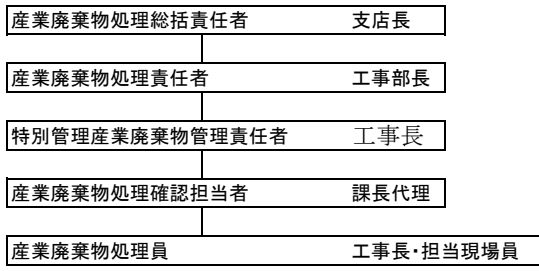 産業廃棄物処理総括責任者 支店長
産業廃棄物処理責任者 工事部長
特別管理産業廃棄物管理責任者 工事長
産業廃棄物処理確認担当者 課長代理
産業廃棄物処理員 工事長・担当現場員